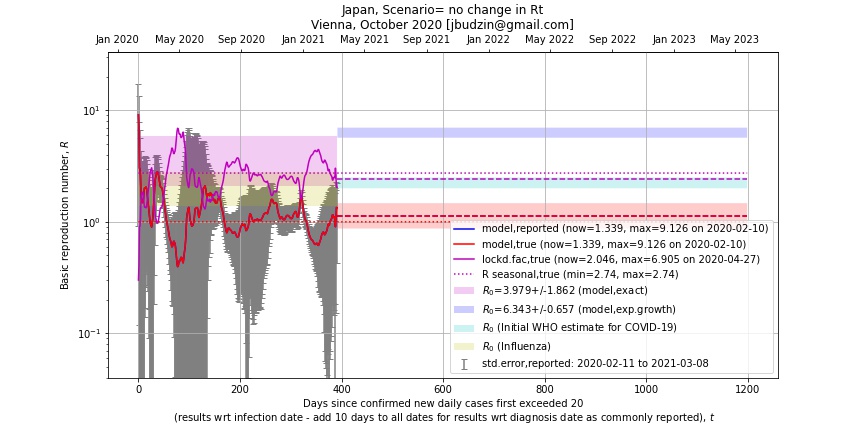 Japan, Scenario= no change in Rt
Vienna, October 2020 [jbudzin@gmail.com]
Jan 2020 May 2020 Sep 2020 Jan 2021 May 2021 Sep 2021 Jan 2022 May 2022 Sep 2022 Jan 2023 May 2023
Basic reproduction number, R
10¹
10⁰
10⁻¹
model,reported (now=1.339, max=9.126 on 2020-02-10)
model,true (now=1.339, max=9.126 on 2020-02-10)
lockd.fac,true (now=2.046, max=6.905 on 2020-04-27)
R seasonal,true (min=2.74, max=2.74)
R₀=3.979+/-1.862 (model,exact)
R₀=6.343+/-0.657 (model,exp.growth)
R₀ (Initial WHO estimate for COVID-19)
R₀ (Influenza)
std.error,reported: 2020-02-11 to 2021-03-08
0 200 400 600 800 1000 1200
Days since confirmed new daily cases first exceeded 20
(results wrt infection date - add 10 days to all dates for results wrt diagnosis date as commonly reported), t